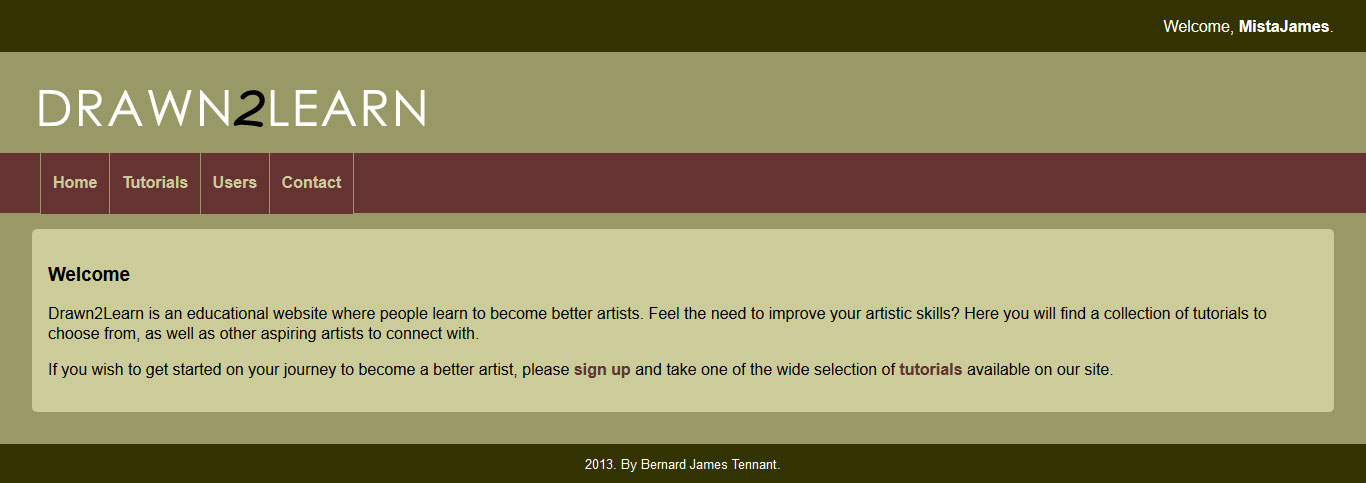 Welcome, MistaJames.
DRAWN2LEARN
Home Tutorials Users Contact
Welcome
Drawn2Learn is an educational website where people learn to become better artists. Feel the need to improve your artistic skills? Here you will find a collection of tutorials to
choose from, as well as other aspiring artists to connect with.
If you wish to get started on your journey to become a better artist, please sign up and take one of the wide selection of tutorials available on our site.
2013. By Bernard James Tennant.